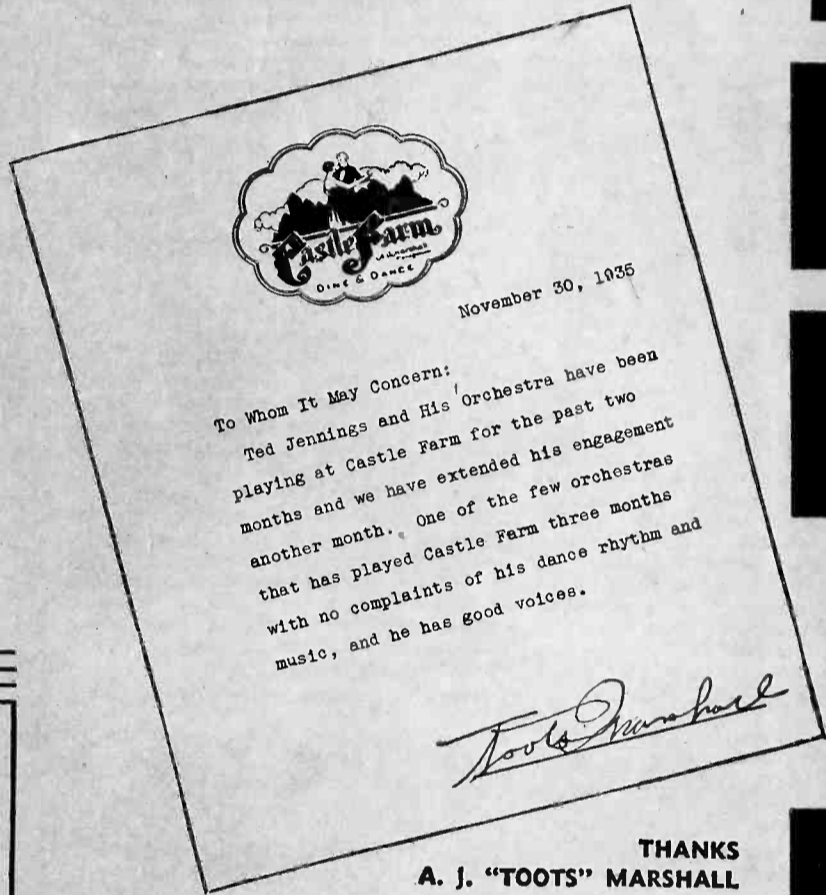 Castle Farm
DINE & DANCE
November 30, 1935
To Whom It May Concern:
Ted Jennings and His Orchestra have been
playing at Castle Farm for the past two
months and we have extended his engagement
another month. One of the few orchestras
that has played Castle Farm three months
with no complaints of his dance rhythm and
music, and he has good voices.
Toots Marshall
THANKS
A. J. “TOOTS” MARSHALL